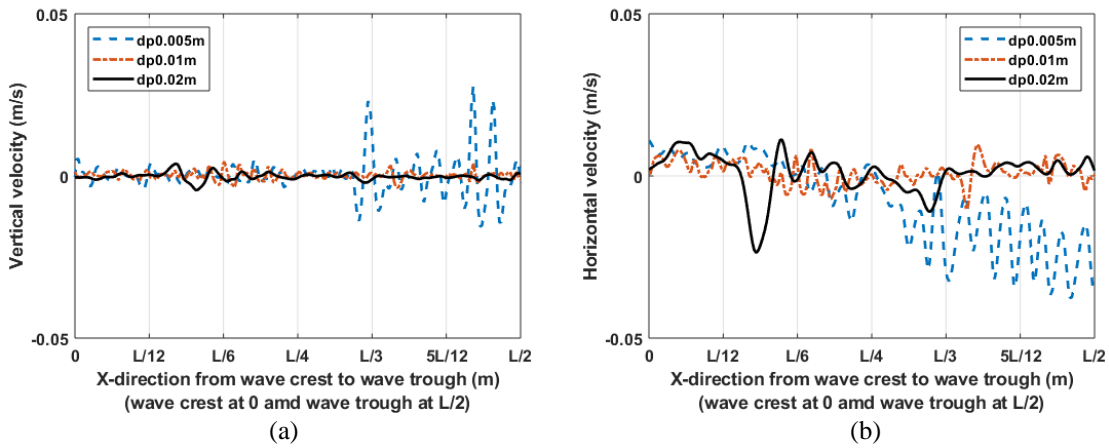 0.05
dp0.005m
dp0.01m
dp0.02m
Vertical velocity (m/s)
0
-0.05
0 L/12 L/6 L/4 L/3 5L/12 L/2
X-direction from wave crest to wave trough (m)
(wave crest at 0 amd wave trough at L/2)
(a)
0.05
dp0.005m
dp0.01m
dp0.02m
Horizontal velocity (m/s)
0
-0.05
0 L/12 L/6 L/4 L/3 5L/12 L/2
X-direction from wave crest to wave trough (m)
(wave crest at 0 amd wave trough at L/2)
(b)